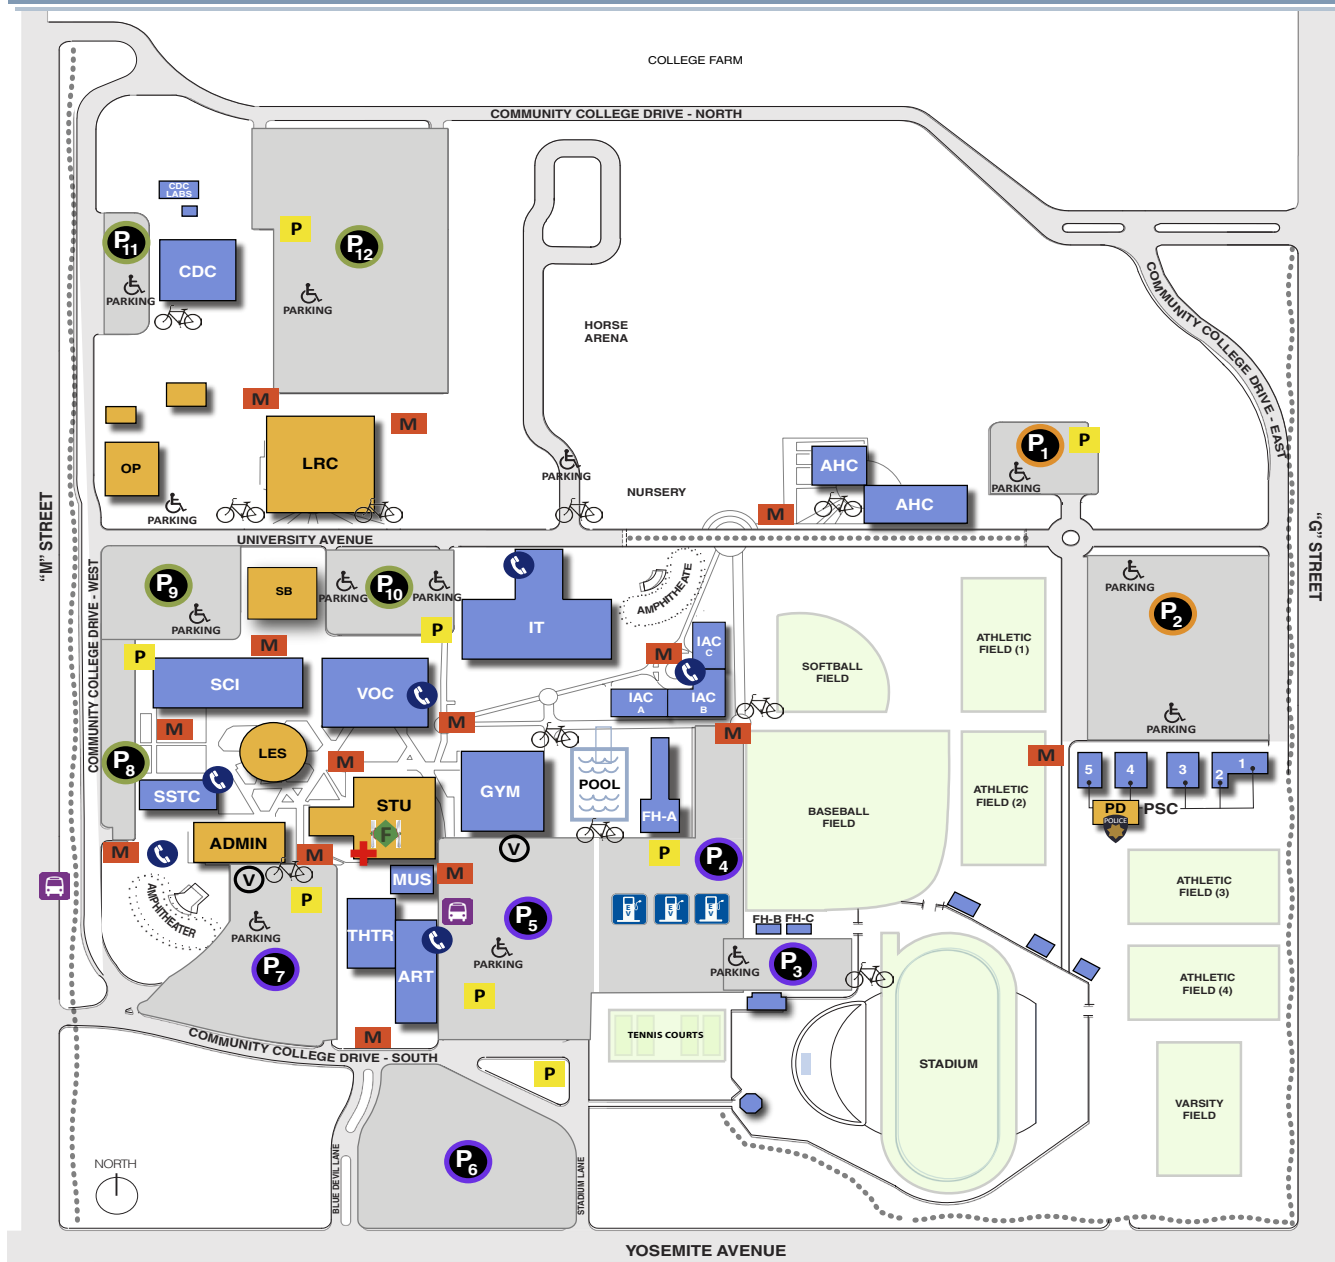 COLLEGE FARM
COMMUNITY COLLEGE DRIVE - NORTH
CDC
LABS
P11
P
P12
CDC
PARKING
PARKING
COMMUNITY COLLEGE DRIVE - EAST
HORSE
ARENA
M
M
OP
LRC
PARKING
PARKING
NURSERY
M
AHC
AHC
P1
P
PARKING
"M" STREET
"G" STREET
UNIVERSITY AVENUE
COMMUNITY COLLEGE DRIVE - WEST
P9
PARKING
SB
PARKING
P10
PARKING
P
IT
AMPHITHEATE
PARKING
P2
PARKING
P
M
SCI
VOC
M
IAC
C
IAC
A
IAC
B
SOFTBALL
FIELD
ATHLETIC
FIELD (1)
M
M
M
M
P8
LES
M
SSTC
STU
F
GYM
POOL
FH-A
BASEBALL
FIELD
ATHLETIC
FIELD (2)
5
4
3
2
1
PD
POLICE
PSC
ADMIN
M
M
V
V
P
P4
MUS
M
AMPHITHEATER
P
PARKING
P7
THTR
ART
P5
PARKING
P
EV
EV
EV
FH-B
FH-C
PARKING
P3
ATHLETIC
FIELD (3)
ATHLETIC
FIELD (4)
M
COMMUNITY COLLEGE DRIVE - SOUTH
TENNIS COURTS
STADIUM
P
VARSITY
FIELD
P6
NORTH
BLUE DEVIL LANE
STADIUM LANE
YOSEMITE AVENUE